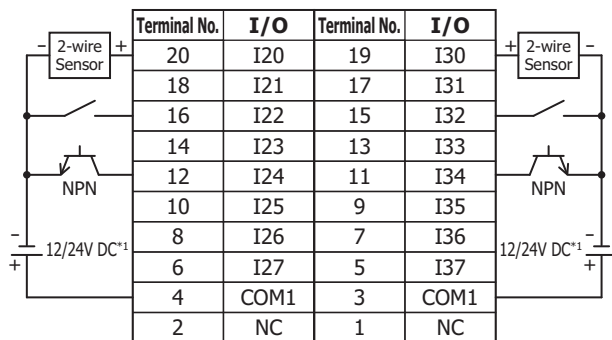 Terminal No. I/O Terminal No. I/O
– 2-wire Sensor + 20 I20 19 I30 + 2-wire Sensor –
18 I21 17 I31
16 I22 15 I32
14 I23 13 I33
NPN 12 I24 11 I34 NPN
10 I25 9 I35
– 12/24V DC*1 + 8 I26 7 I36 12/24V DC*1 – +
6 I27 5 I37
4 COM1 3 COM1
2 NC 1 NC